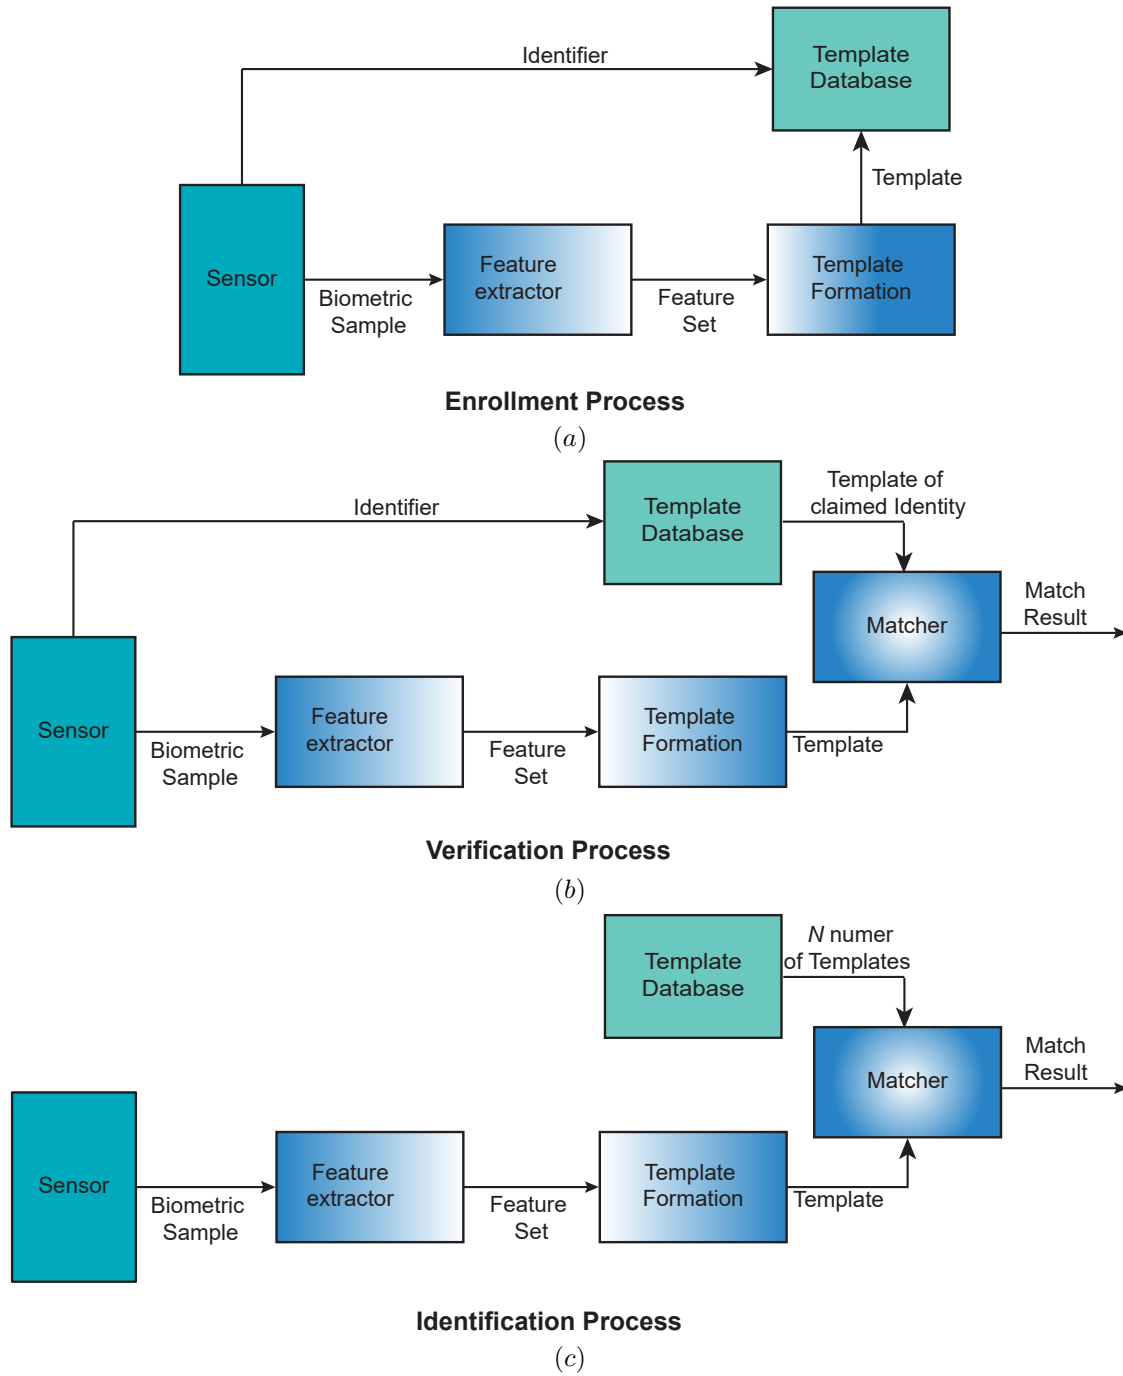 Identifier
Template
Database
Template
Sensor
Biometric
Sample
Feature
extractor
Feature
Set
Template
Formation
Enrollment Process
(a)
Identifier
Template
Database
Template of
claimed Identity
Matcher
Match
Result
Sensor
Biometric
Sample
Feature
extractor
Feature
Set
Template
Formation
Template
Verification Process
(b)
Template
Database
N numer
of Templates
Matcher
Match
Result
Sensor
Biometric
Sample
Feature
extractor
Feature
Set
Template
Formation
Template
Identification Process
(c)